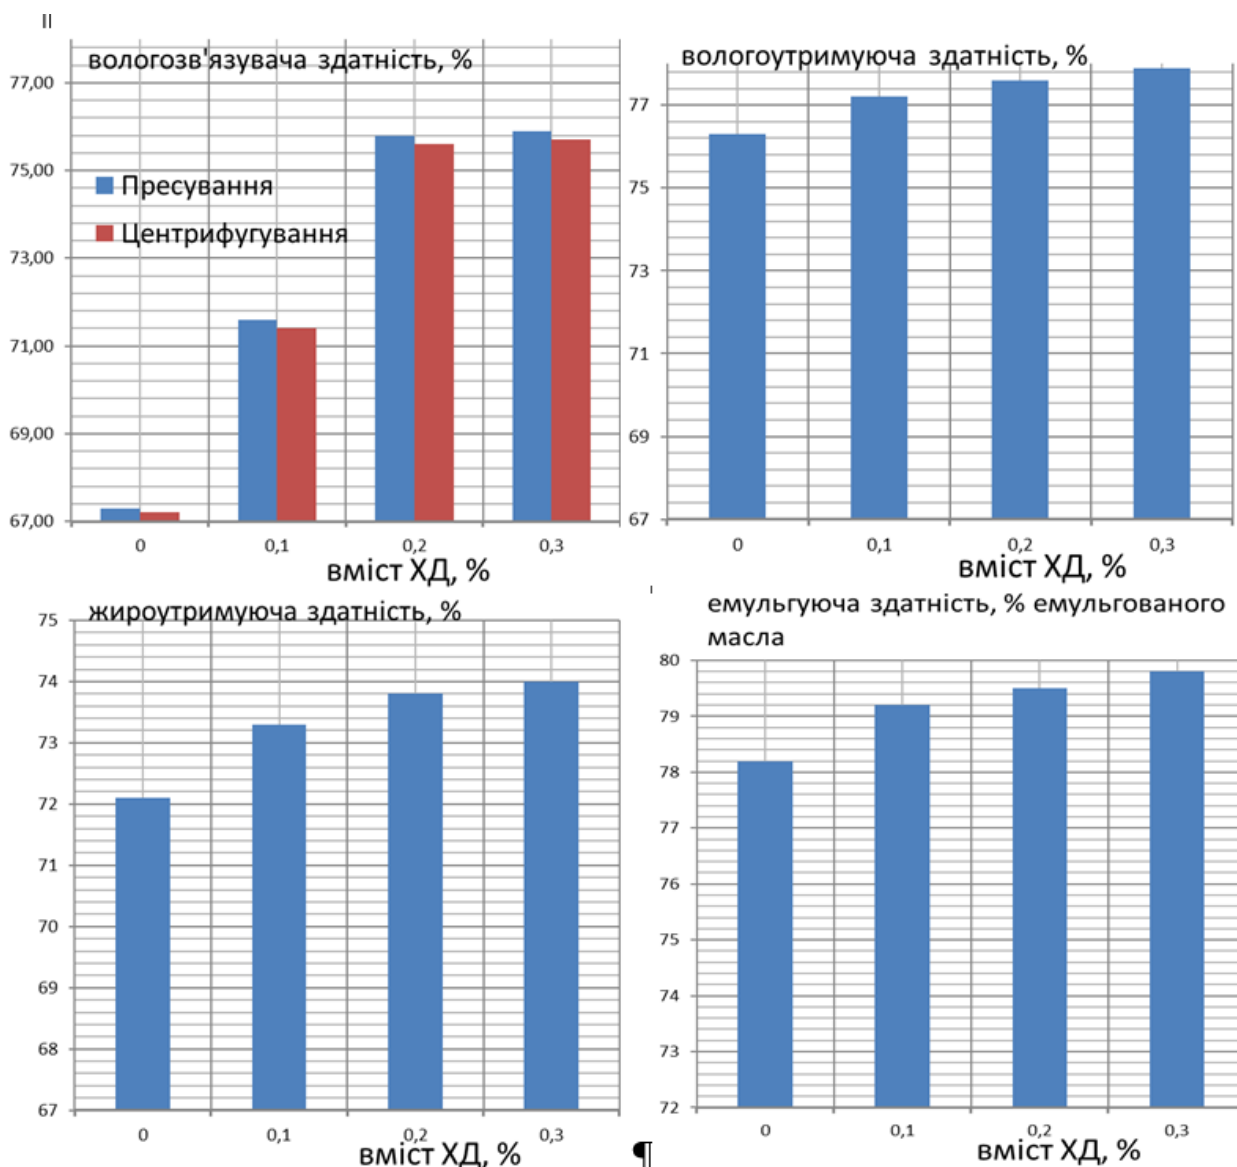 вологозв'язувача здатність, %
77,00
75,00
Пресування
Центрифугування
73,00
71,00
69,00
67,00
0 0,1 0,2 0,3
вміст ХД, %
вологоутримуюча здатність, %
77
75
73
71
69
67
0 0,1 0,2 0,3
вміст ХД, %
жироутримуюча здатність, %
75
74
73
72
71
70
69
68
67
0 0,1 0,2 0,3
вміст ХД, %
¶
емульгуюча здатність, % емульгованого
масла
80
79
78
77
76
75
74
73
72
0 0,1 0,2 0,3
вміст ХД, %